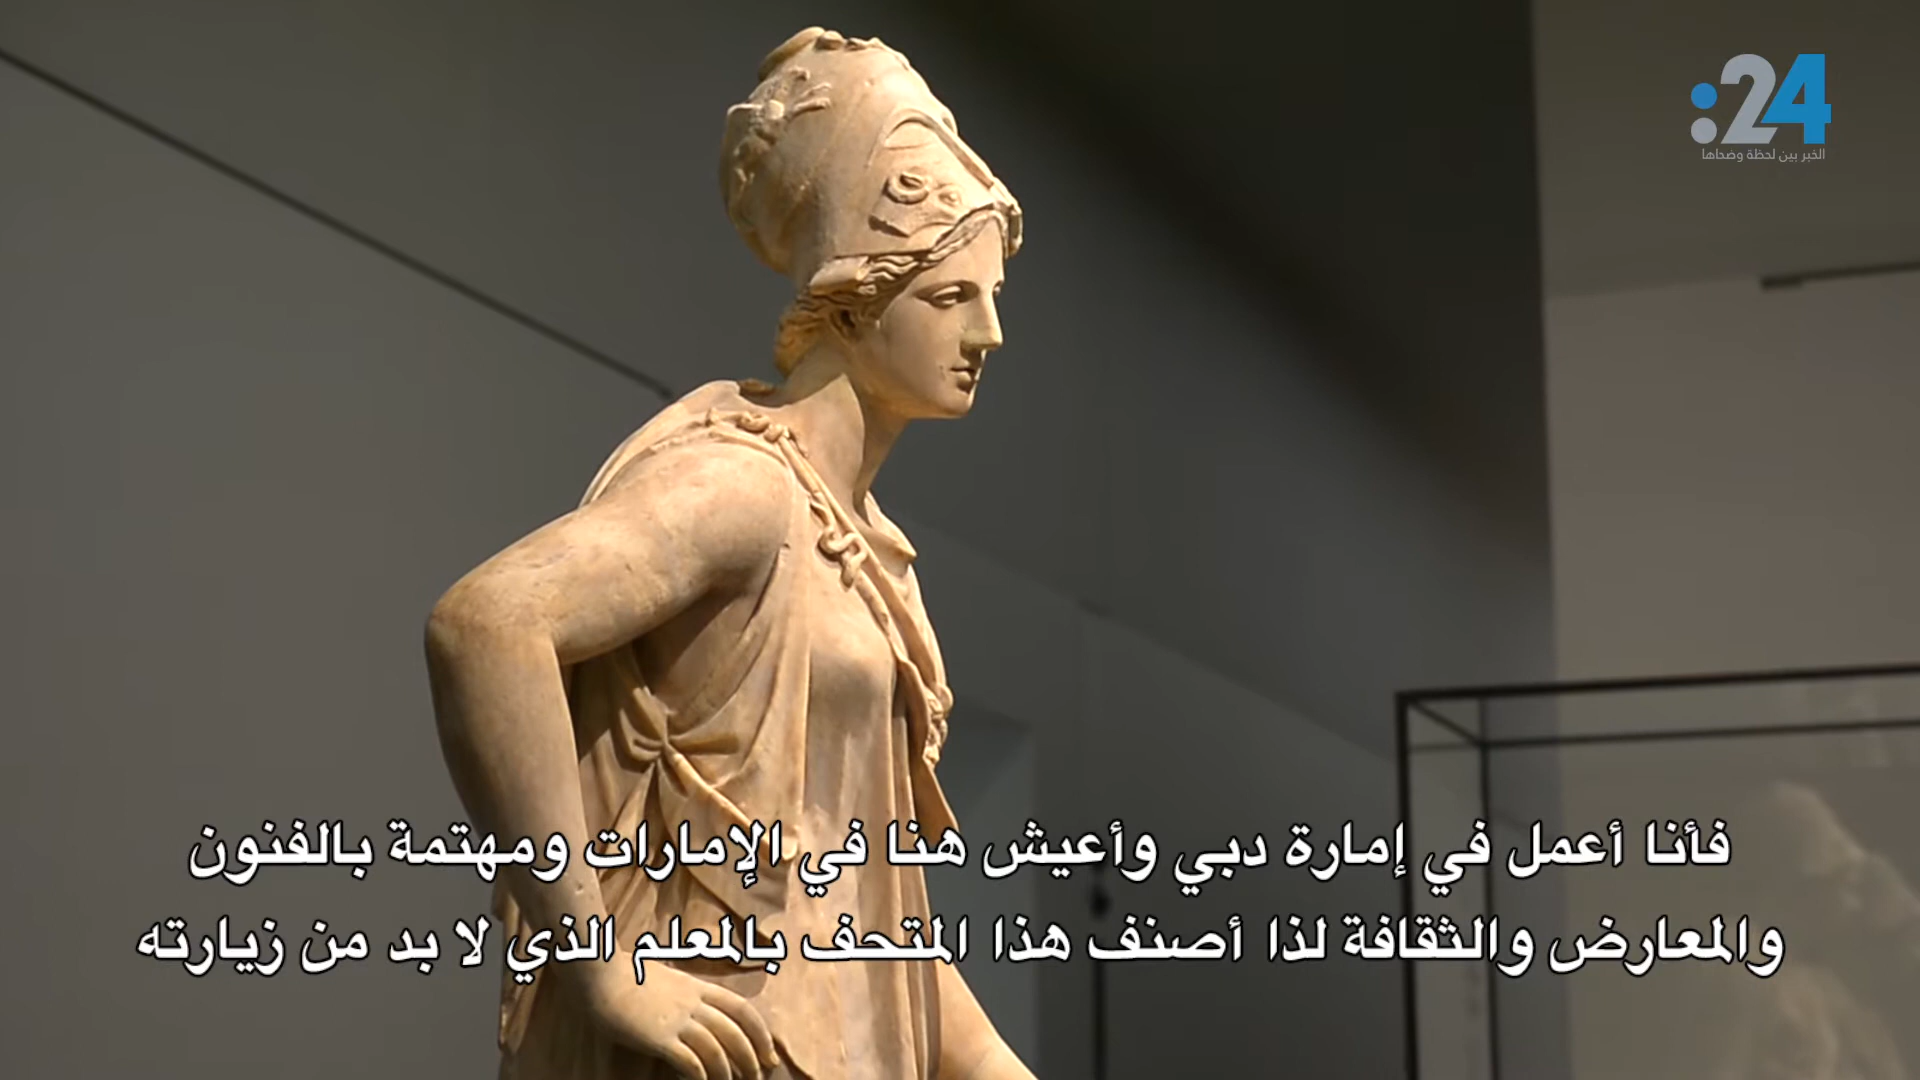 :24
الخبر بين لحظة وضحاها
فأنا أعمل في إمارة دبي وأعيش هنا في الإمارات ومهتمة بالفنون
والمعارض والثقافة لذا أصنف هذا المتحف بالمعلم الذي لا بد من زيارته